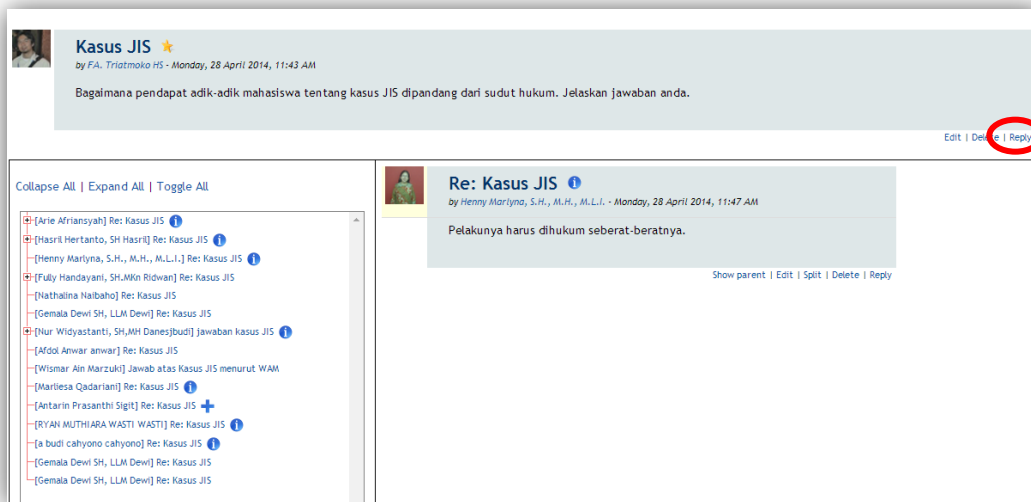 Kasus JIS
by FA. Triatmoko HS - Monday, 28 April 2014, 11:43 AM
Bagaimana pendapat adik-adik mahasiswa tentang kasus JIS dipandang dari sudut hukum. Jelaskan jawaban anda.
Edit | Delete | Reply
Collapse All | Expand All | Toggle All
[Arie Afriansyah] Re: Kasus JIS
[Hasril Hertanto, SH Hasril] Re: Kasus JIS
[Henny Marlyna, S.H., M.H., M.L.I.] Re: Kasus JIS
[Fully Handayani, SH.MKn Ridwan] Re: Kasus JIS
[Nathalina Naibaho] Re: Kasus JIS
[Gemala Dewi SH, LLM Dewi] Re: Kasus JIS
[Nur Widyastanti, SH,MH Danesjbudi] jawaban kasus JIS
[Afdol Anwar anwar] Re: Kasus JIS
[Wismar Ain Marzuki] Jawab atas Kasus JIS menurut WAM
[Marliesa Qadariani] Re: Kasus JIS
[Antarin Prasanthi Sigit] Re: Kasus JIS
[RYAN MUTHIARA WASTI WASTI] Re: Kasus JIS
[a budi cahyono cahyono] Re: Kasus JIS
[Gemala Dewi SH, LLM Dewi] Re: Kasus JIS
[Gemala Dewi SH, LLM Dewi] Re: Kasus JIS
Re: Kasus JIS
by Henny Marlyna, S.H., M.H., M.L.I. - Monday, 28 April 2014, 11:47 AM
Pelakunya harus dihukum seberat-beratnya.
Show parent | Edit | Split | Delete | Reply